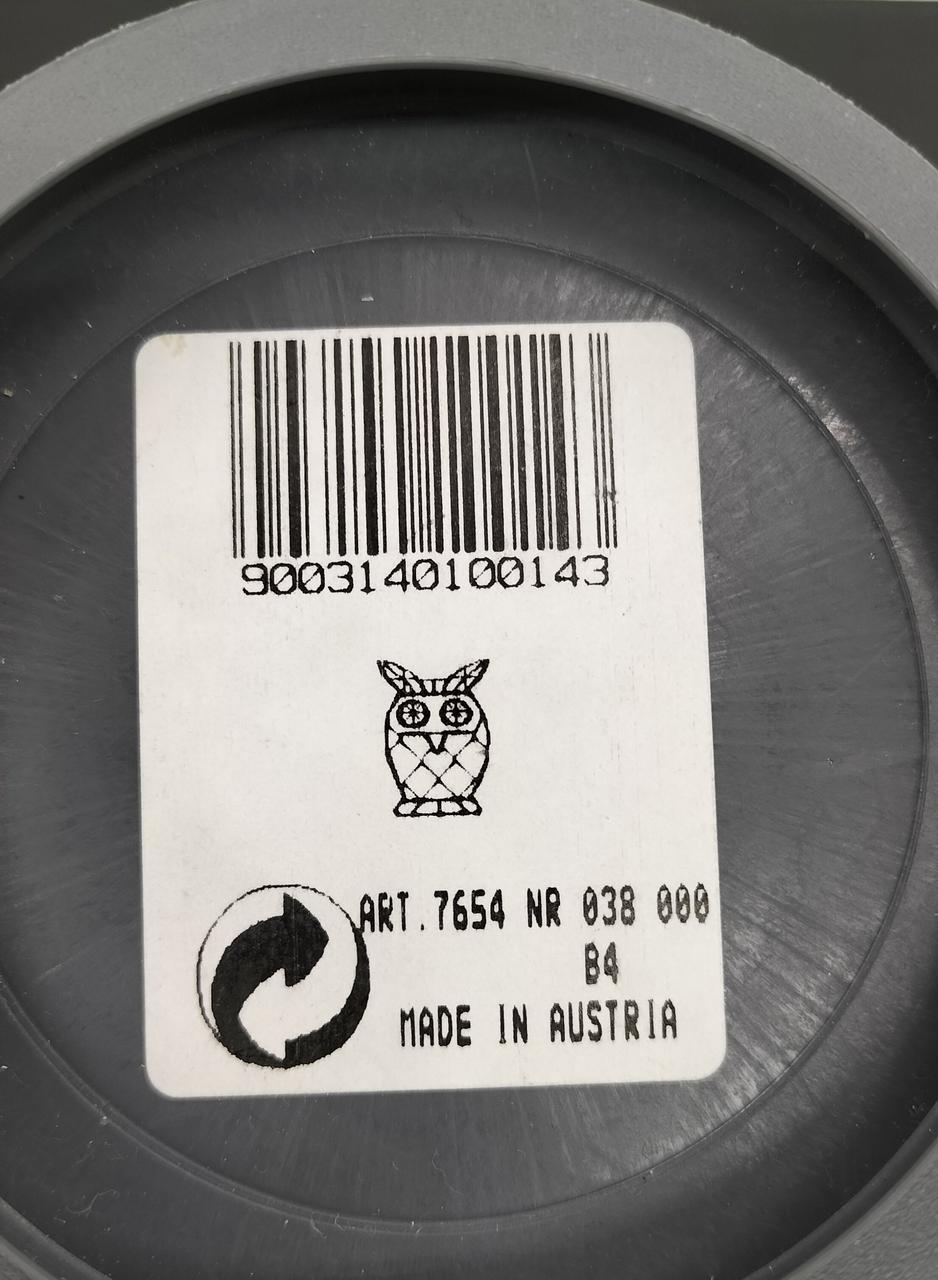 9003140100143
ART.7654 NR 038 000
B4
MADE IN AUSTRIA